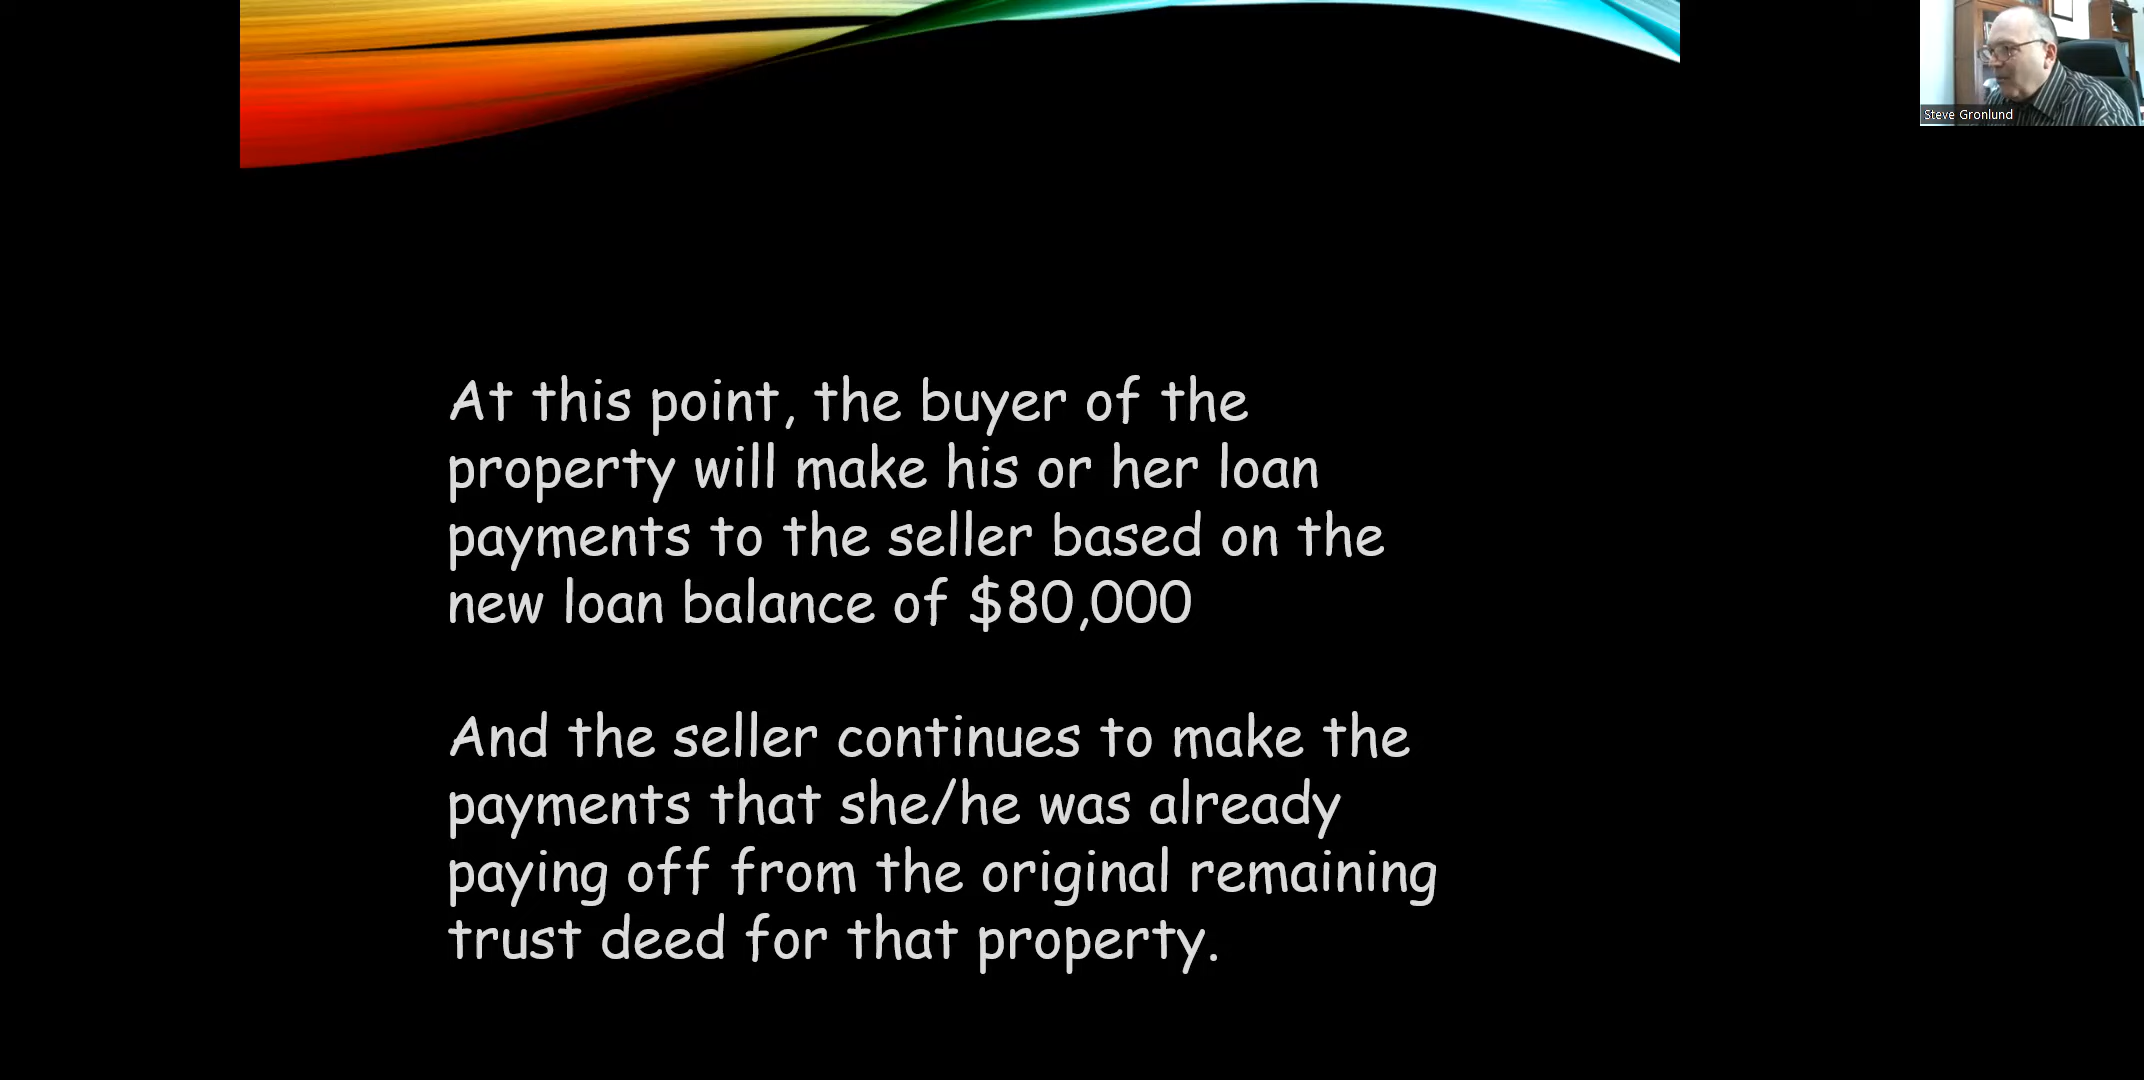 Steve Gronlund
At this point, the buyer of the
property will make his or her loan
payments to the seller based on the
new loan balance of $80,000
And the seller continues to make the
payments that she/he was already
paying off from the original remaining
trust deed for that property.